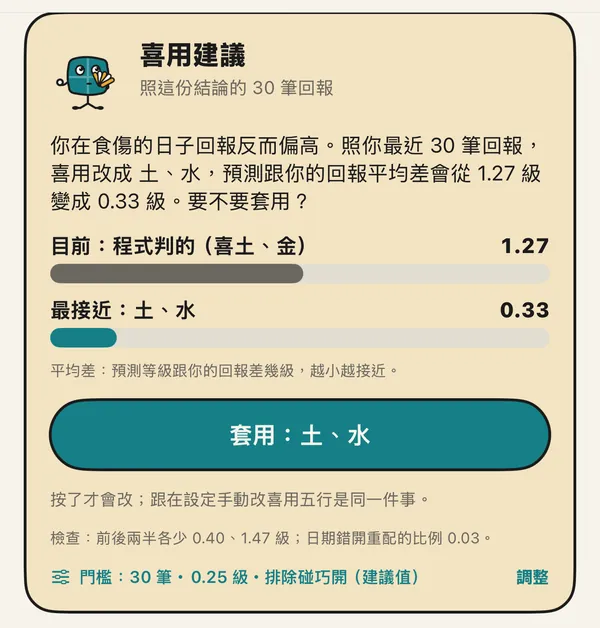 喜用建議
照這份結論的 30 筆回報
你在食傷的日子回報反而偏高。照你最近 30 筆回報，
喜用改成 土、水，預測跟你的回報平均差會從 1.27 級
變成 0.33 級。要不要套用？
目前：程式判的（喜土、金） 1.27
最接近：土、水 0.33
平均差：預測等級跟你的回報差幾級，越小越接近。
套用：土、水
按了才會改；跟在設定手動改喜用五行是同一件事。
檢查：前後兩半各少 0.40、1.47 級；日期錯開重配的比例 0.03。
門檻：30 筆・0.25 級・排除碰巧開（建議值） 調整